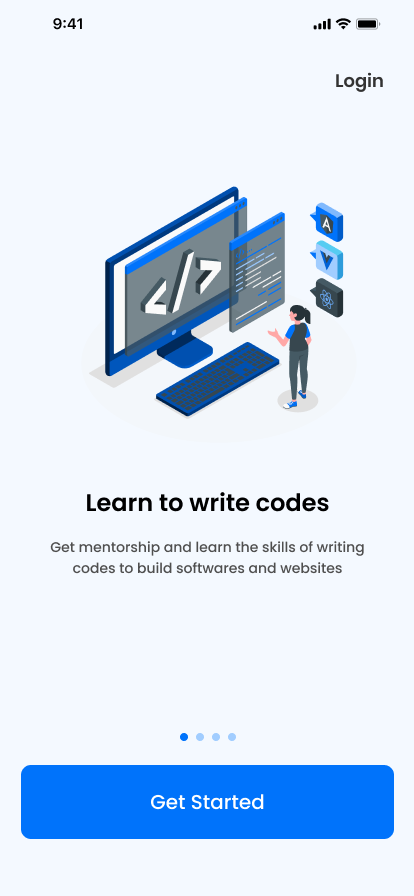 9:41
Login
</>
A
Learn to write codes
Get mentorship and learn the skills of writing
codes to build softwares and websites
Get Started